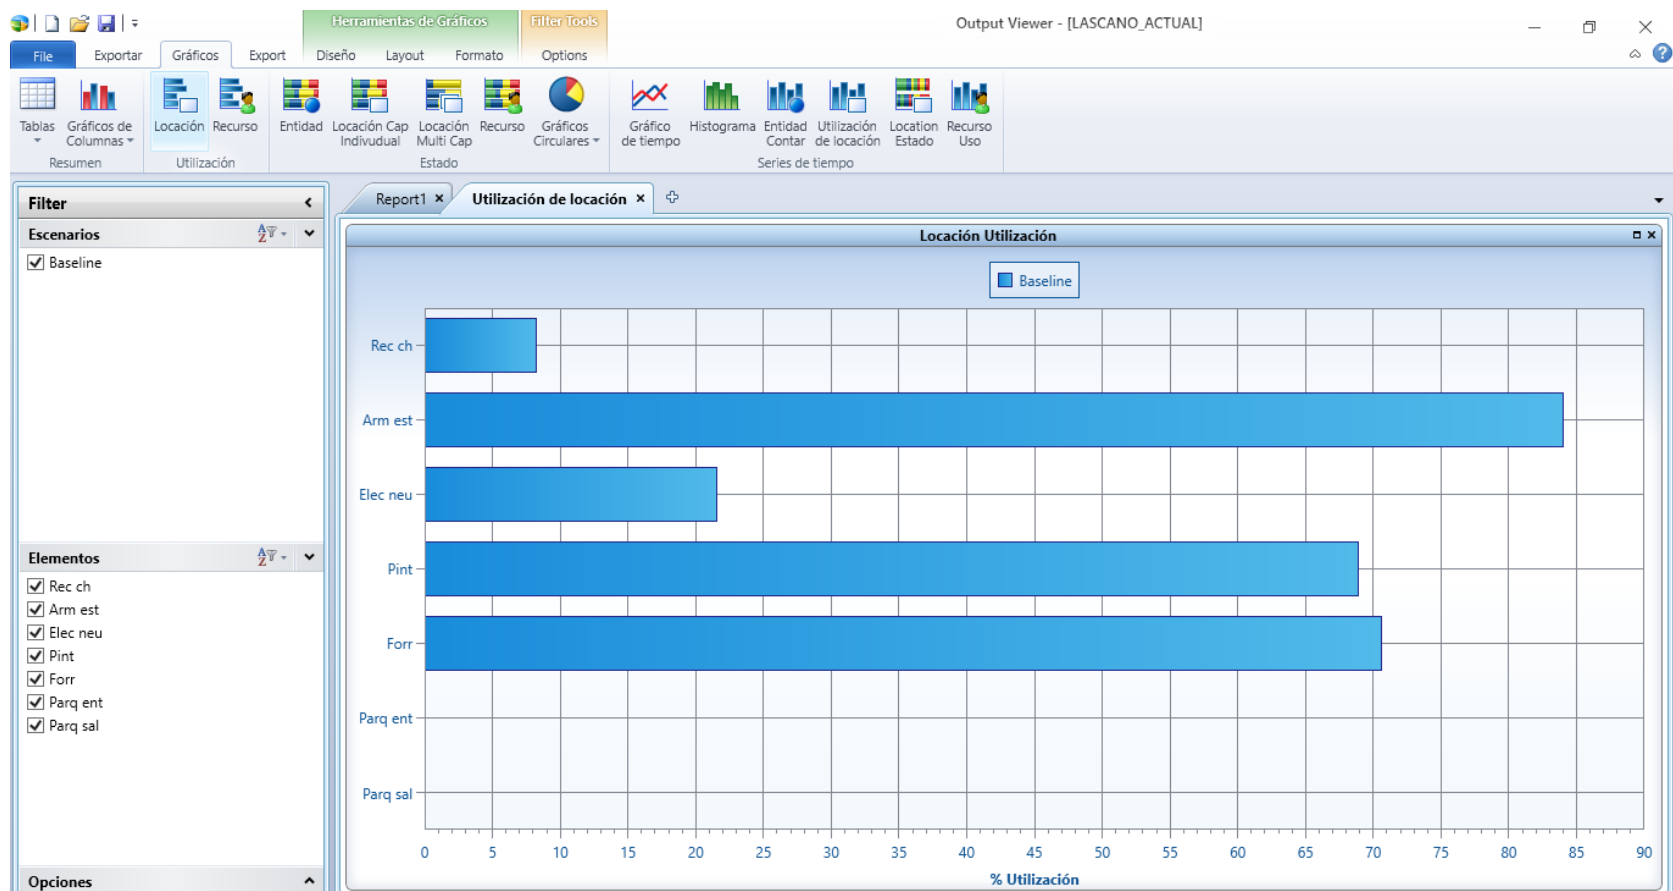 Herramientas de Gráficos
Filter Tools
Output Viewer - [LASCANO_ACTUAL]
File
Exportar
Gráficos
Export
Diseño
Layout
Formato
Options
Tablas
Gráficos de
Columnas
Locación
Recurso
Entidad
Locación Cap
Indivudual
Locación
Multi Cap
Recurso
Gráficos
Circulares
Gráfico
de tiempo
Histograma
Entidad
Contar
Utilización
de locación
Location
Estado
Recurso
Uso
Resumen
Utilización
Estado
Series de tiempo
Filter
Report1
Utilización de locación
Escenarios
Baseline
Elementos
Rec ch
Arm est
Elec neu
Pint
Forr
Parq ent
Parq sal
Opciones
Locación Utilización
Baseline
Rec ch
Arm est
Elec neu
Pint
Forr
Parq ent
Parq sal
0 5 10 15 20 25 30 35 40 45 50 55 60 65 70 75 80 85 90
% Utilización